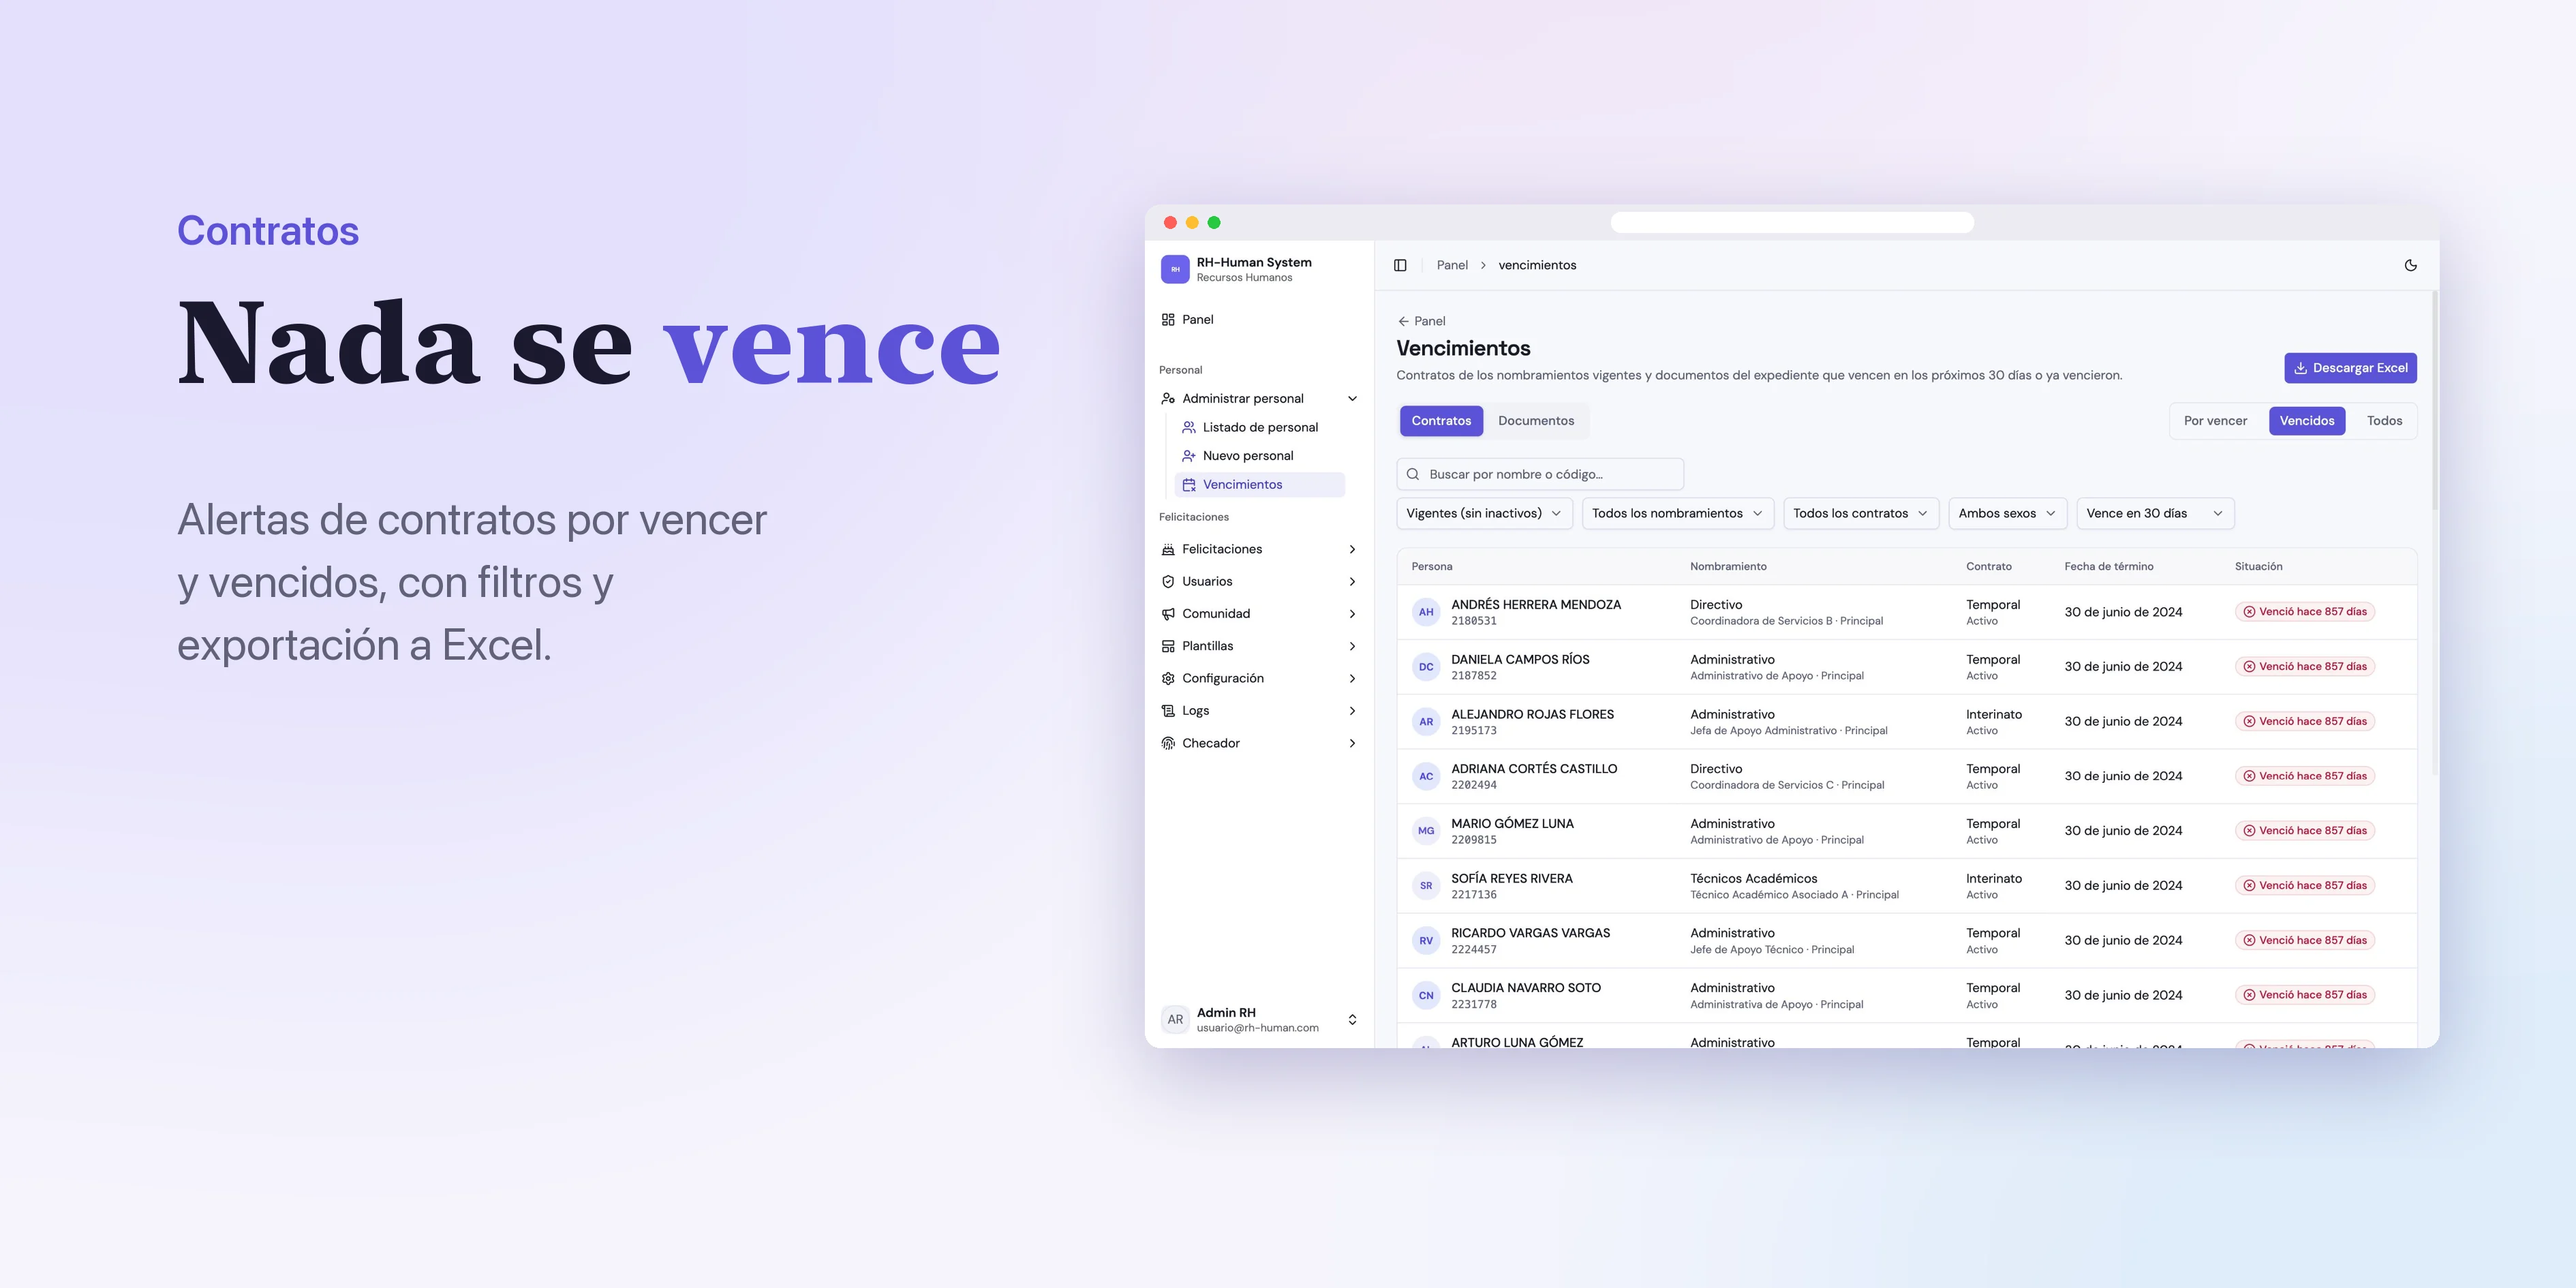 Contratos
Nada se vence
Alertas de contratos por vencer
y vencidos, con filtros y
exportación a Excel.
RH
RH-Human System
Recursos Humanos
Panel
Personal
Administrar personal
Listado de personal
Nuevo personal
Vencimientos
Felicitaciones
Felicitaciones
Usuarios
Comunidad
Plantillas
Configuración
Logs
Checador
AR
Admin RH
usuario@rh-human.com
Panel > vencimientos
← Panel
Vencimientos
Contratos de los nombramientos vigentes y documentos del expediente que vencen en los próximos 30 días o ya vencieron.
Descargar Excel
Contratos Documentos
Por vencer Vencidos Todos
Buscar por nombre o código...
Vigentes (sin inactivos) Todos los nombramientos Todos los contratos Ambos sexos Vence en 30 días
Persona Nombramiento Contrato Fecha de término Situación
AH ANDRÉS HERRERA MENDOZA Directivo Temporal 30 de junio de 2024 Venció hace 857 días
2180531 Coordinadora de Servicios B · Principal Activo
DC DANIELA CAMPOS RÍOS Administrativo Temporal 30 de junio de 2024 Venció hace 857 días
2187852 Administrativo de Apoyo · Principal Activo
AR ALEJANDRO ROJAS FLORES Administrativo Interinato 30 de junio de 2024 Venció hace 857 días
2195173 Jefa de Apoyo Administrativo · Principal Activo
AC ADRIANA CORTÉS CASTILLO Directivo Temporal 30 de junio de 2024 Venció hace 857 días
2202494 Coordinadora de Servicios C · Principal Activo
MG MARIO GÓMEZ LUNA Administrativo Temporal 30 de junio de 2024 Venció hace 857 días
2209815 Administrativo de Apoyo · Principal Activo
SR SOFÍA REYES RIVERA Técnicos Académicos Interinato 30 de junio de 2024 Venció hace 857 días
2217136 Técnico Académico Asociado A · Principal Activo
RV RICARDO VARGAS VARGAS Administrativo Temporal 30 de junio de 2024 Venció hace 857 días
2224457 Jefe de Apoyo Técnico · Principal Activo
CN CLAUDIA NAVARRO SOTO Administrativo Temporal 30 de junio de 2024 Venció hace 857 días
2231778 Administrativa de Apoyo · Principal Activo
ARTURO LUNA GÓMEZ Administrativo Temporal